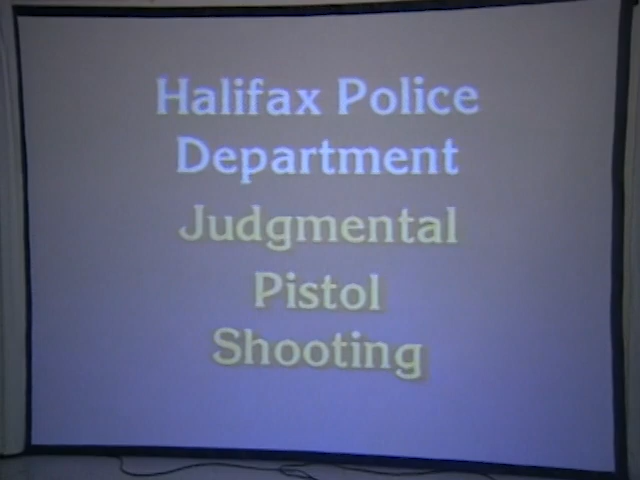 Halifax Police
Department
Judgmental
Pistol
Shooting